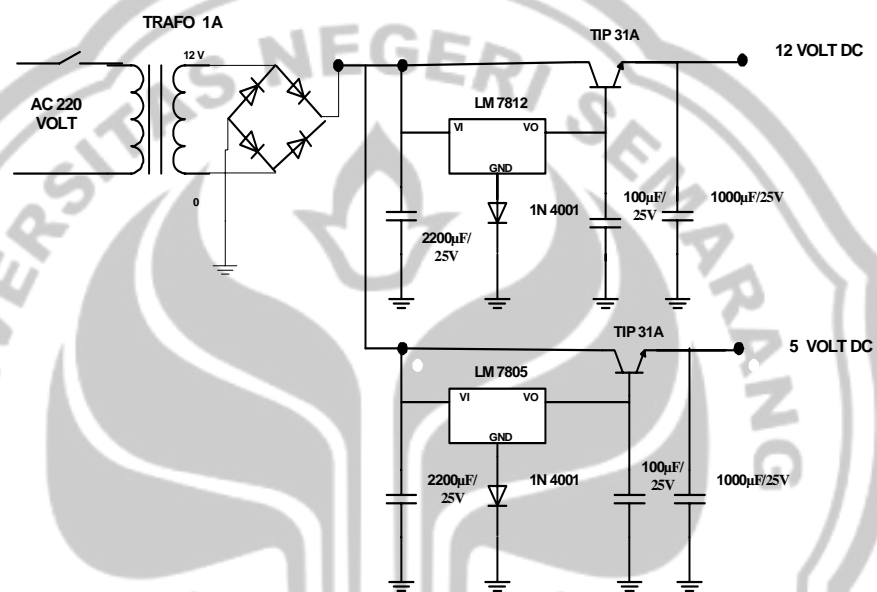 TRAFO 1A
TIP 31A
12 VOLT DC
12 V
AC 220
VOLT
LM 7812
VI
VO
GND
1N 4001
100µF/
25V
1000µF/25V
0
2200µF/
25V
TIP 31A
5 VOLT DC
LM 7805
VI
VO
GND
2200µF/
25V
1N 4001
100µF/
25V
1000µF/25V
VERSITAS NEGERI SEMARANG